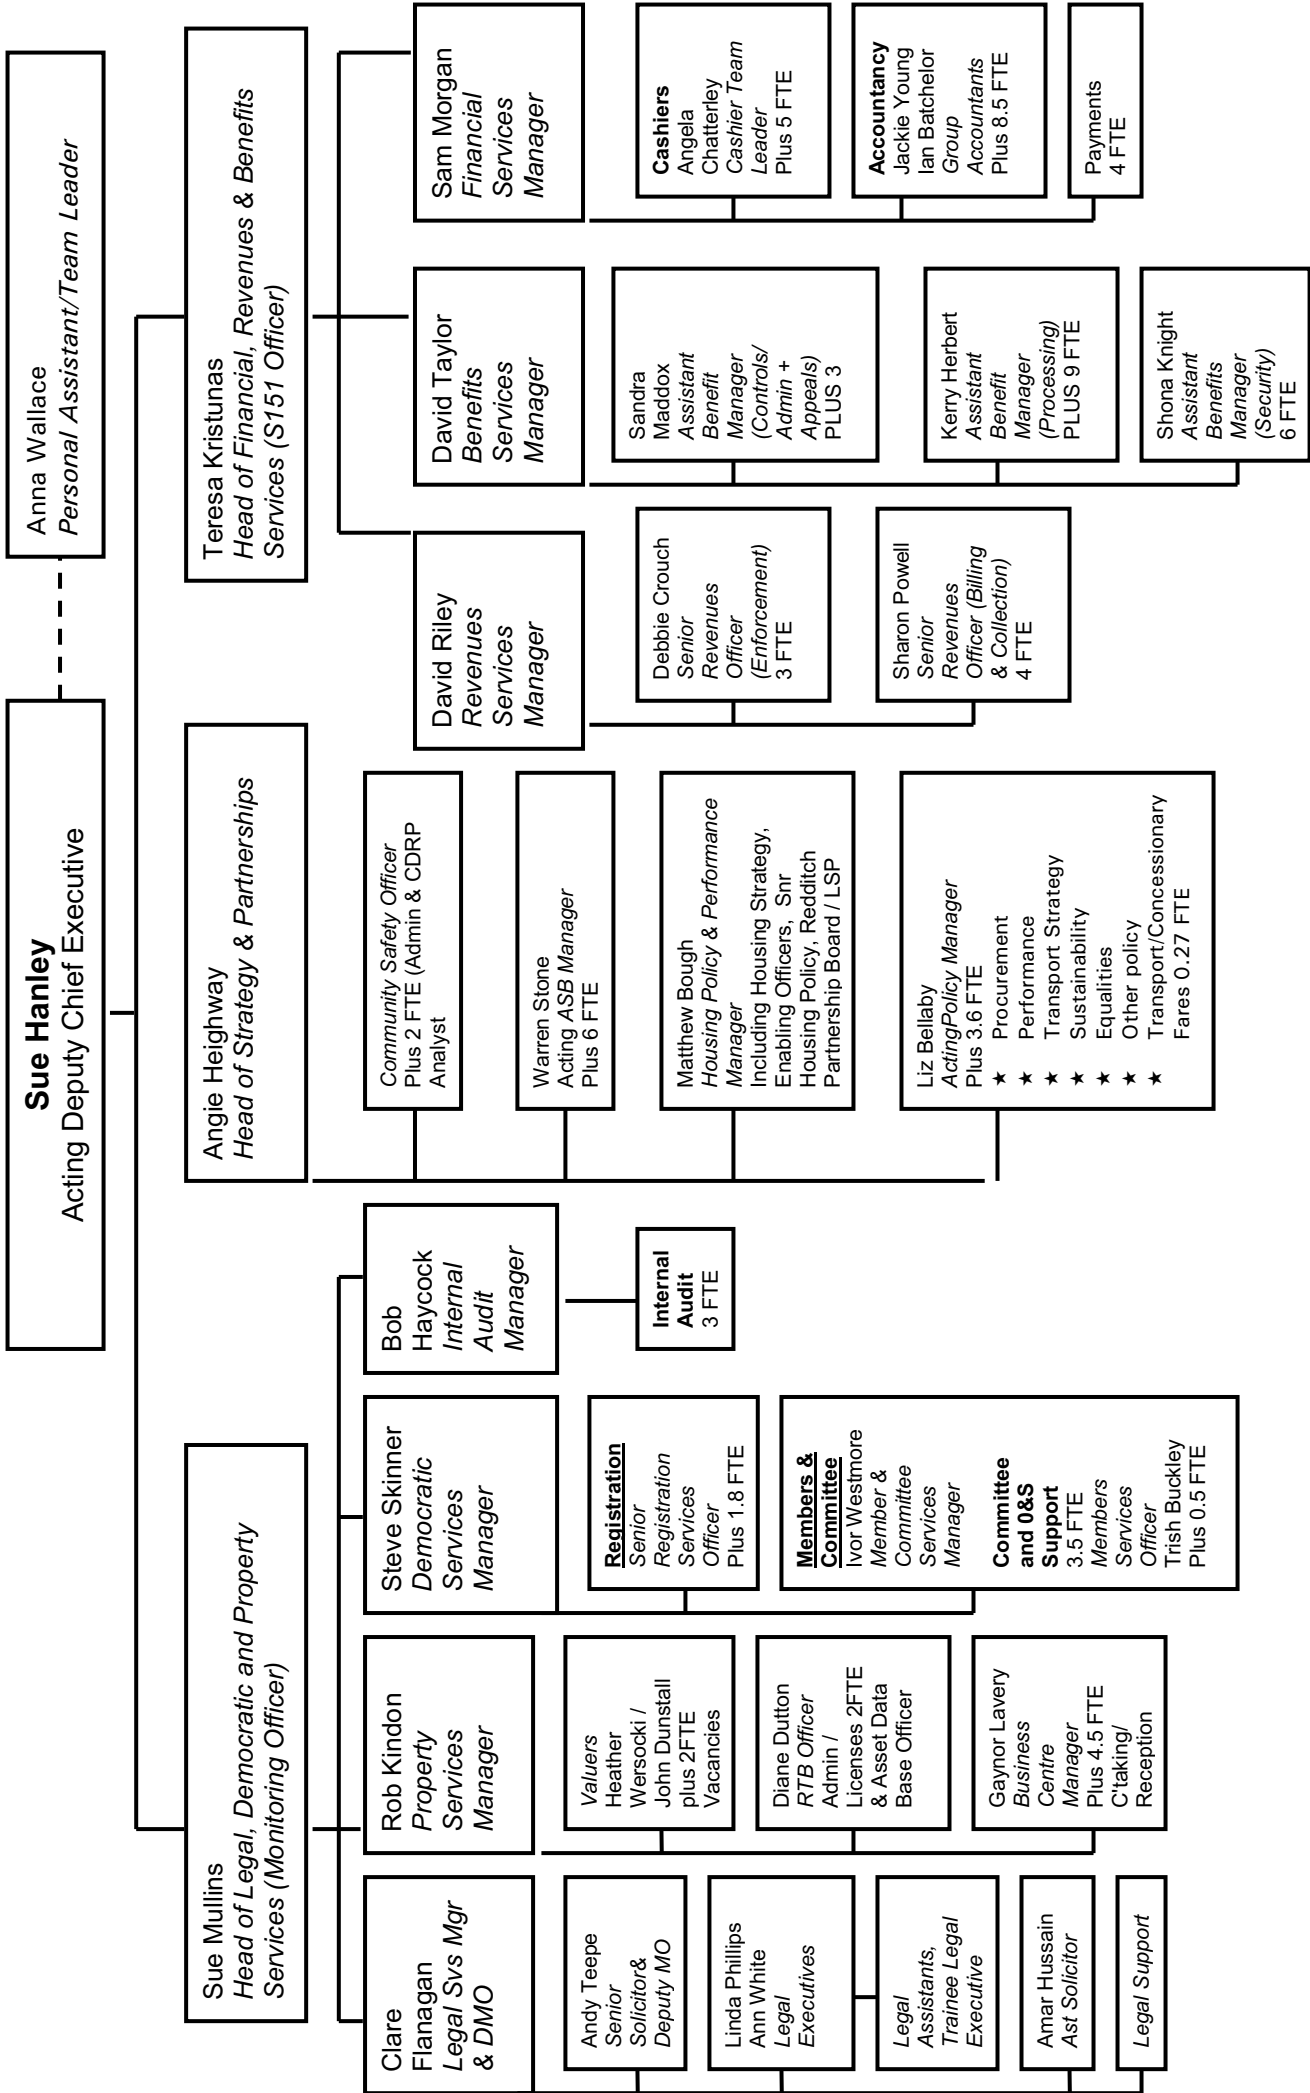 Sue Hanley
Acting Deputy Chief Executive
Anna Wallace
Personal Assistant/Team Leader
Sue Mullins
Head of Legal, Democratic and Property
Services (Monitoring Officer)
Angie Heighway
Head of Strategy & Partnerships
Teresa Kristunas
Head of Financial, Revenues & Benefits
Services (S151 Officer)
Clare
Flanagan
Legal Svs Mgr
& DMO
Andy Teepe
Senior
Solicitor&
Deputy MO
Linda Phillips
Ann White
Legal
Executives
Legal
Assistants,
Trainee Legal
Executive
Amar Hussain
Ast Solicitor
Legal Support
Rob Kindon
Property
Services
Manager
Valuers
Heather
Wersocki /
John Dunstall
plus 2FTE
Vacancies
Diane Dutton
RTB Officer
Admin /
Licenses 2FTE
& Asset Data
Base Officer
Gaynor Lavery
Business
Centre
Manager
Plus 4.5 FTE
C'taking/
Reception
Steve Skinner
Democratic
Services
Manager
Registration
Senior
Registration
Services
Officer
Plus 1.8 FTE
Members &
Committee
Ivor Westmore
Member &
Committee
Services
Manager
Committee
and 0&S
Support
3.5 FTE
Members
Services
Officer
Trish Buckley
Plus 0.5 FTE
Bob
Haycock
Internal
Audit
Manager
Internal
Audit
3 FTE
Community Safety Officer
Plus 2 FTE (Admin & CDRP
Analyst
Warren Stone
Acting ASB Manager
Plus 6 FTE
Matthew Bough
Housing Policy & Performance
Manager
Including Housing Strategy,
Enabling Officers, Snr
Housing Policy, Redditch
Partnership Board / LSP
Liz Bellaby
ActingPolicy Manager
Plus 3.6 FTE
★ Procurement
★ Performance
★ Transport Strategy
★ Sustainability
★ Equalities
★ Other policy
★ Transport/Concessionary
Fares 0.27 FTE
David Riley
Revenues
Services
Manager
Debbie Crouch
Senior
Revenues
Officer
(Enforcement)
3 FTE
Sharon Powell
Senior
Revenues
Officer (Billing
& Collection)
4 FTE
David Taylor
Benefits
Services
Manager
Sandra
Maddox
Assistant
Benefit
Manager
(Controls/
Admin +
Appeals)
PLUS 3
Kerry Herbert
Assistant
Benefit
Manager
(Processing)
PLUS 9 FTE
Shona Knight
Assistant
Benefits
Manager
(Security)
6 FTE
Sam Morgan
Financial
Services
Manager
Cashiers
Angela
Chatterley
Cashier Team
Leader
Plus 5 FTE
Accountancy
Jackie Young
Ian Batchelor
Group
Accountants
Plus 8.5 FTE
Payments
4 FTE